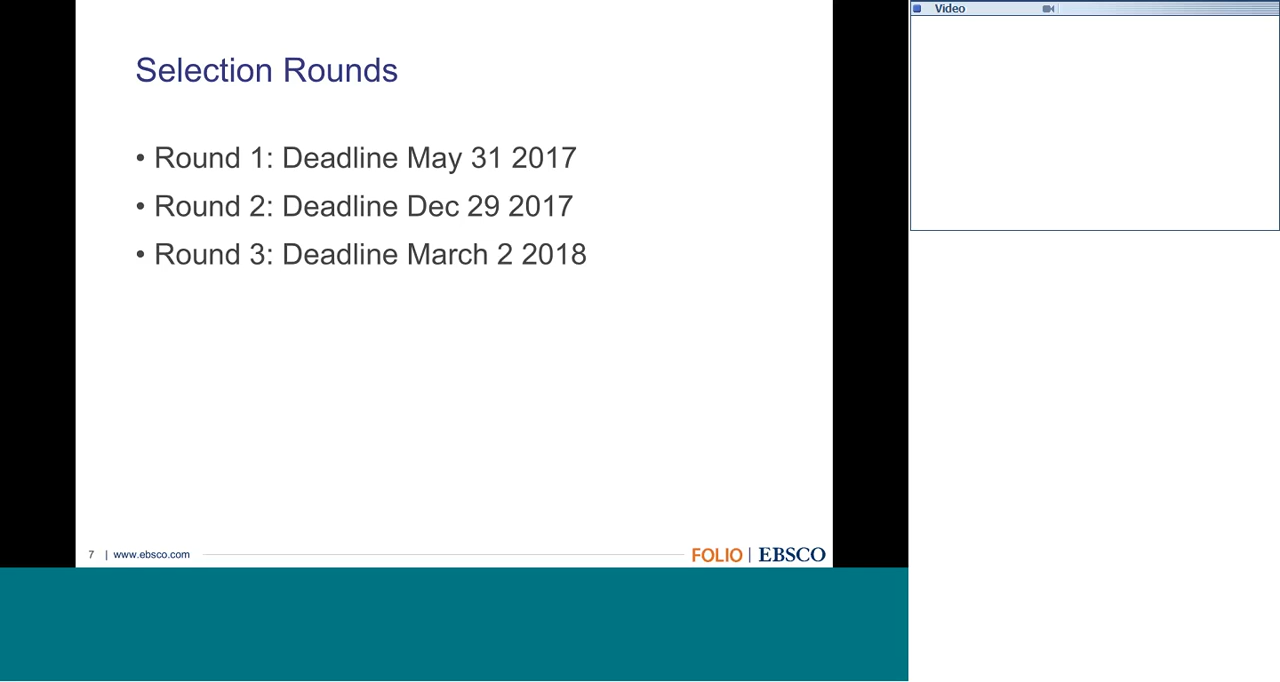 Selection Rounds
• Round 1: Deadline May 31 2017
• Round 2: Deadline Dec 29 2017
• Round 3: Deadline March 2 2018
7 | www.ebsco.com
FOLIO | EBSCO
Video